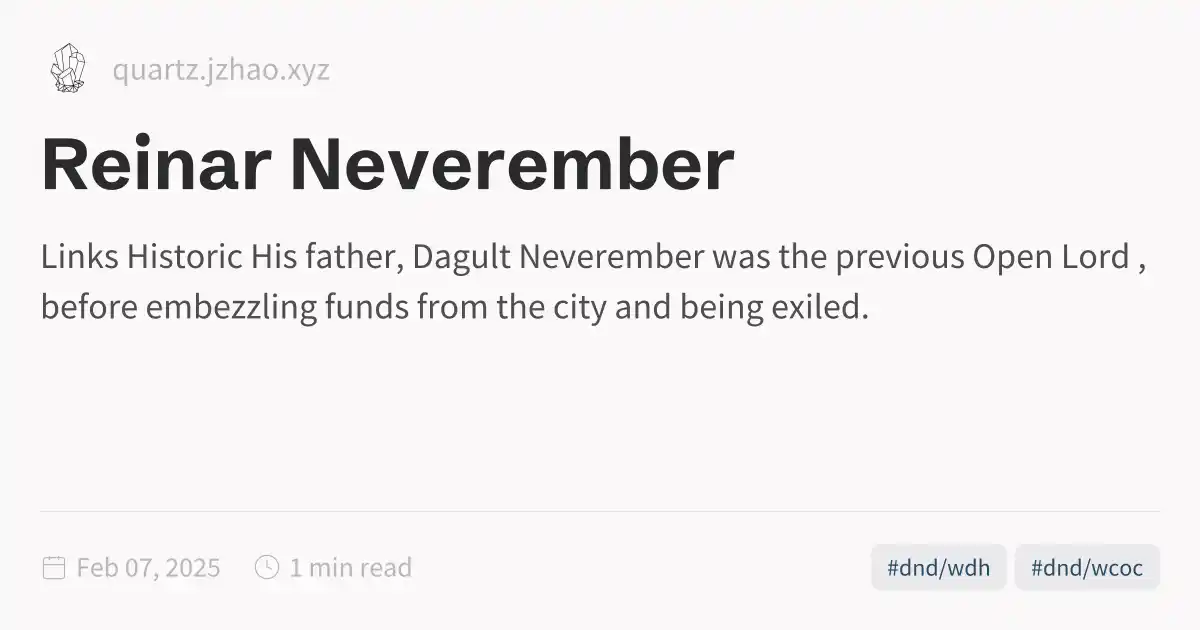 quartz.jzhao.xyz
Reinar Neverember
Links Historic His father, Dagult Neverember was the previous Open Lord ,
before embezzling funds from the city and being exiled.
Feb 07, 2025 1 min read #dnd/wdh #dnd/wcoc